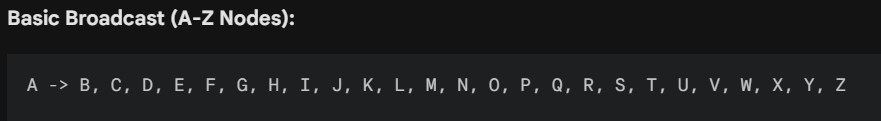 Basic Broadcast (A-Z Nodes):
A -> B, C, D, E, F, G, H, I, J, K, L, M, N, O, P, Q, R, S, T, U, V, W, X, Y, Z